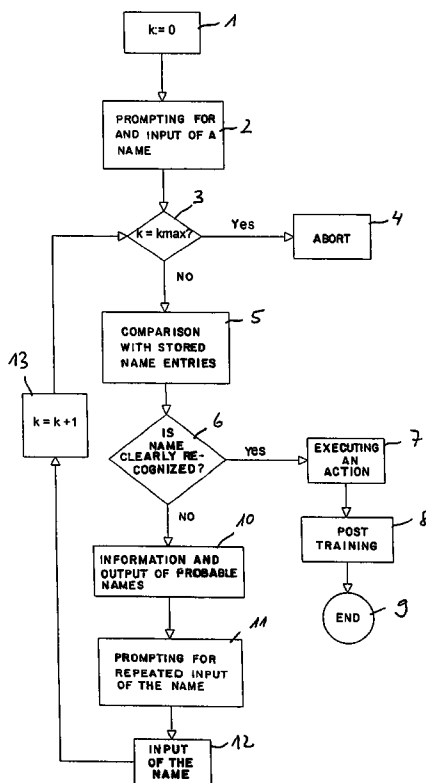 1
k:= 0
2
PROMPTING FOR
AND INPUT OF A
NAME
3
k = kmax?
Yes
4
ABORT
NO
5
COMPARISON
WITH STORED
NAME ENTRIES
13
k = k +1
6
IS
NAME
CLEARLY RE-
COGNIZED?
Yes
7
EXECUTING
AN
ACTION
NO
8
POST
TRAINING
10
INFORMATION AND
OUTPUT OF PROBABLE
NAMES
9
END
11
PROMPTING FOR
REPEATED INPUT
OF THE NAME
12
INPUT
OF THE
NAME